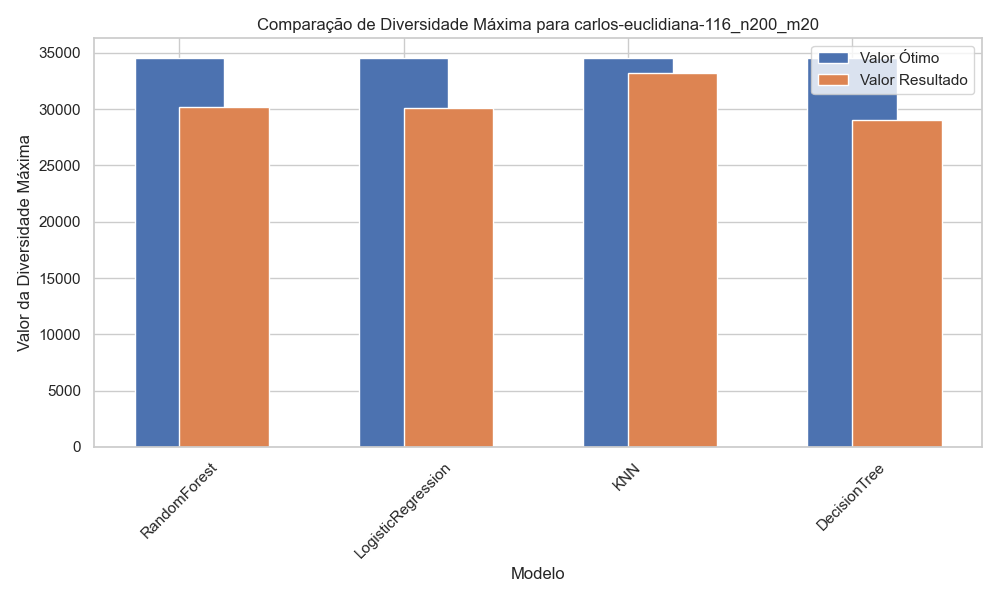 Comparação de Diversidade Máxima para carlos-euclidiana-116_n200_m20
Valor Ótimo
Valor Resultado
Valor da Diversidade Máxima
35000
30000
25000
20000
15000
10000
5000
0
RandomForest
LogisticRegression
KNN
DecisionTree
Modelo